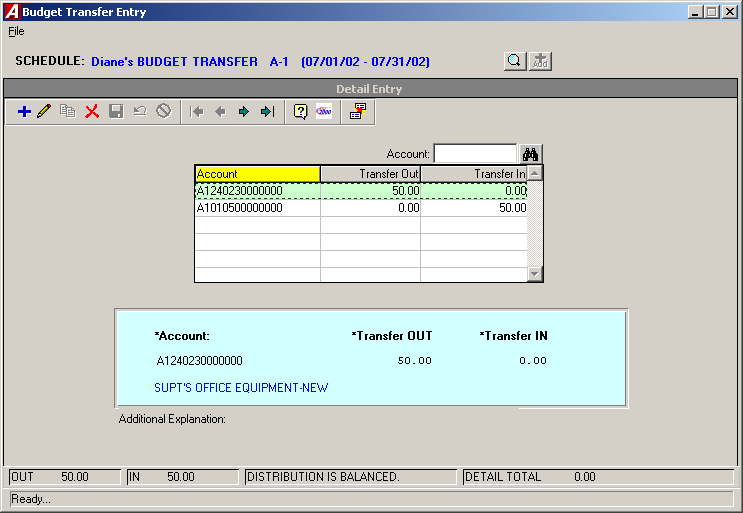 Budget Transfer Entry
File
SCHEDULE: Diane's BUDGET TRANSFER A-1 (07/01/02 - 07/31/02)
Add
Detail Entry
Account:
Account Transfer Out Transfer In
A1240230000000 50.00 0.00
A1010500000000 0.00 50.00
*Account: *Transfer OUT *Transfer IN
A1240230000000 50.00 0.00
SUPT'S OFFICE EQUIPMENT-NEW
Additional Explanation:
OUT 50.00 IN 50.00 DISTRIBUTION IS BALANCED. DETAIL TOTAL 0.00
Ready...